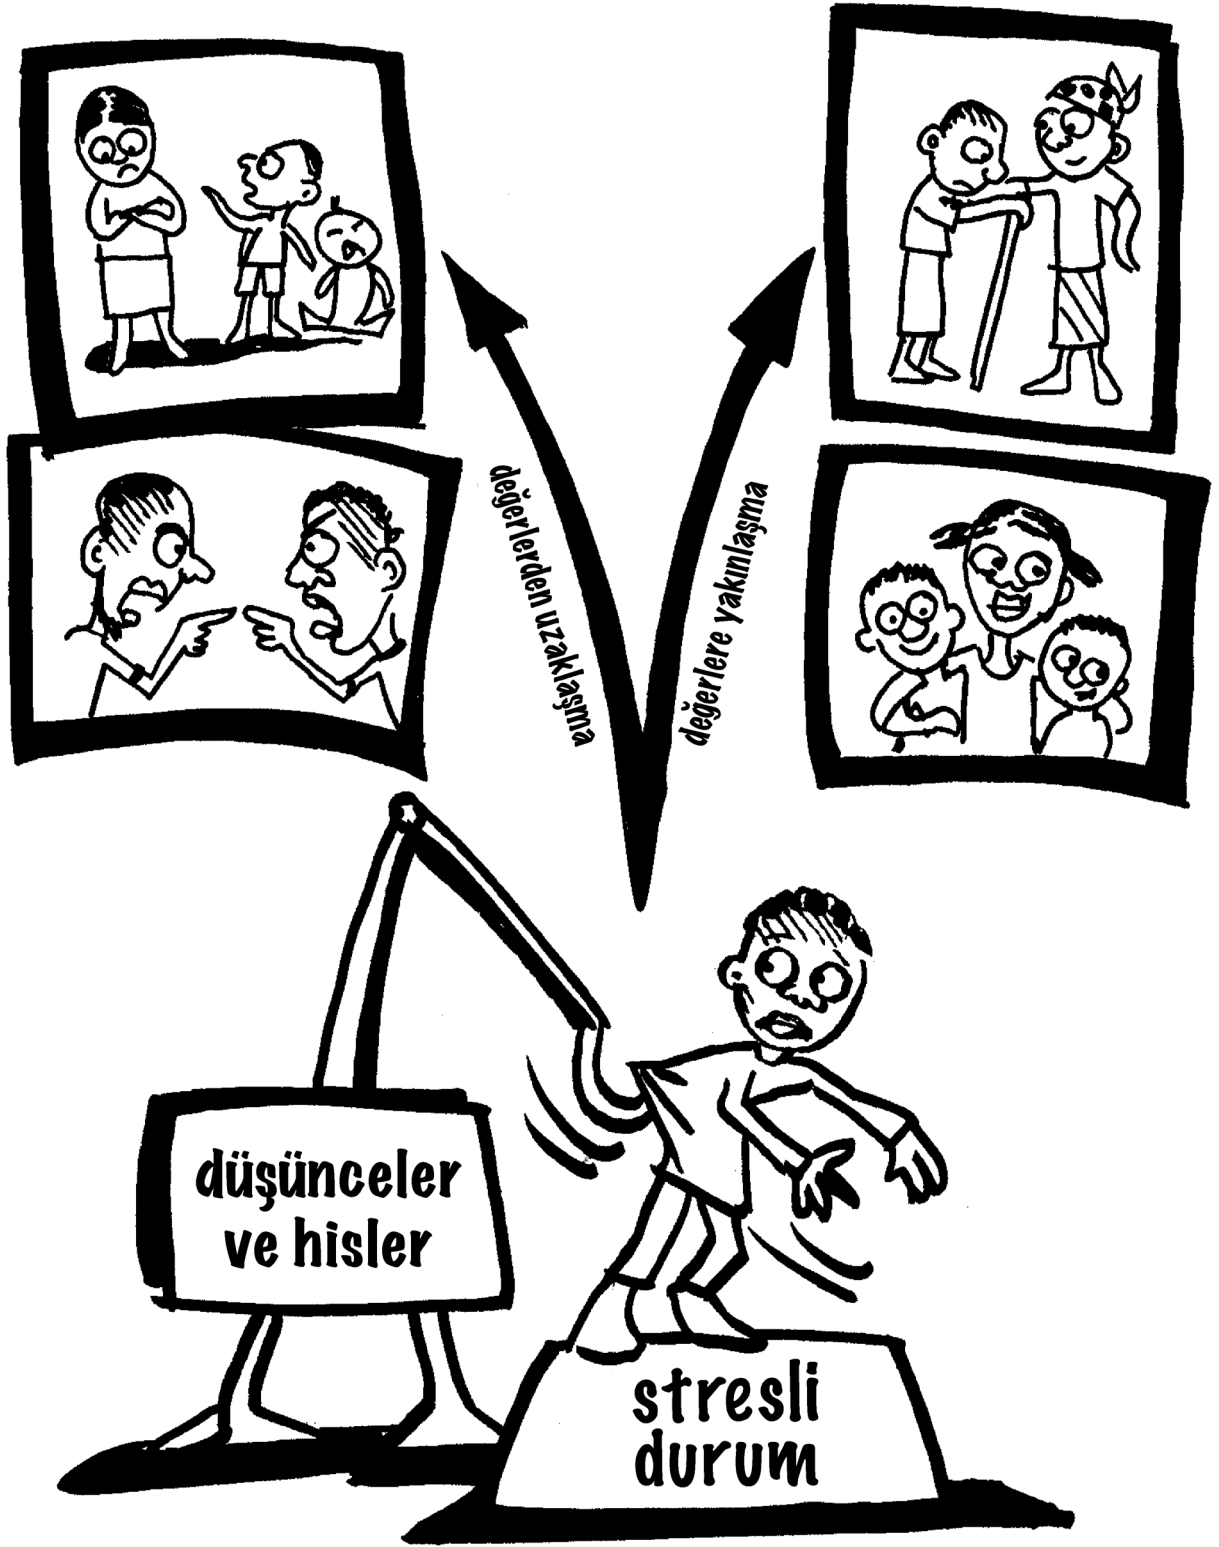 değerlerden uzaklaşma
değerlere yakınlaşma
düşünceler
ve hisler
stresli
durum